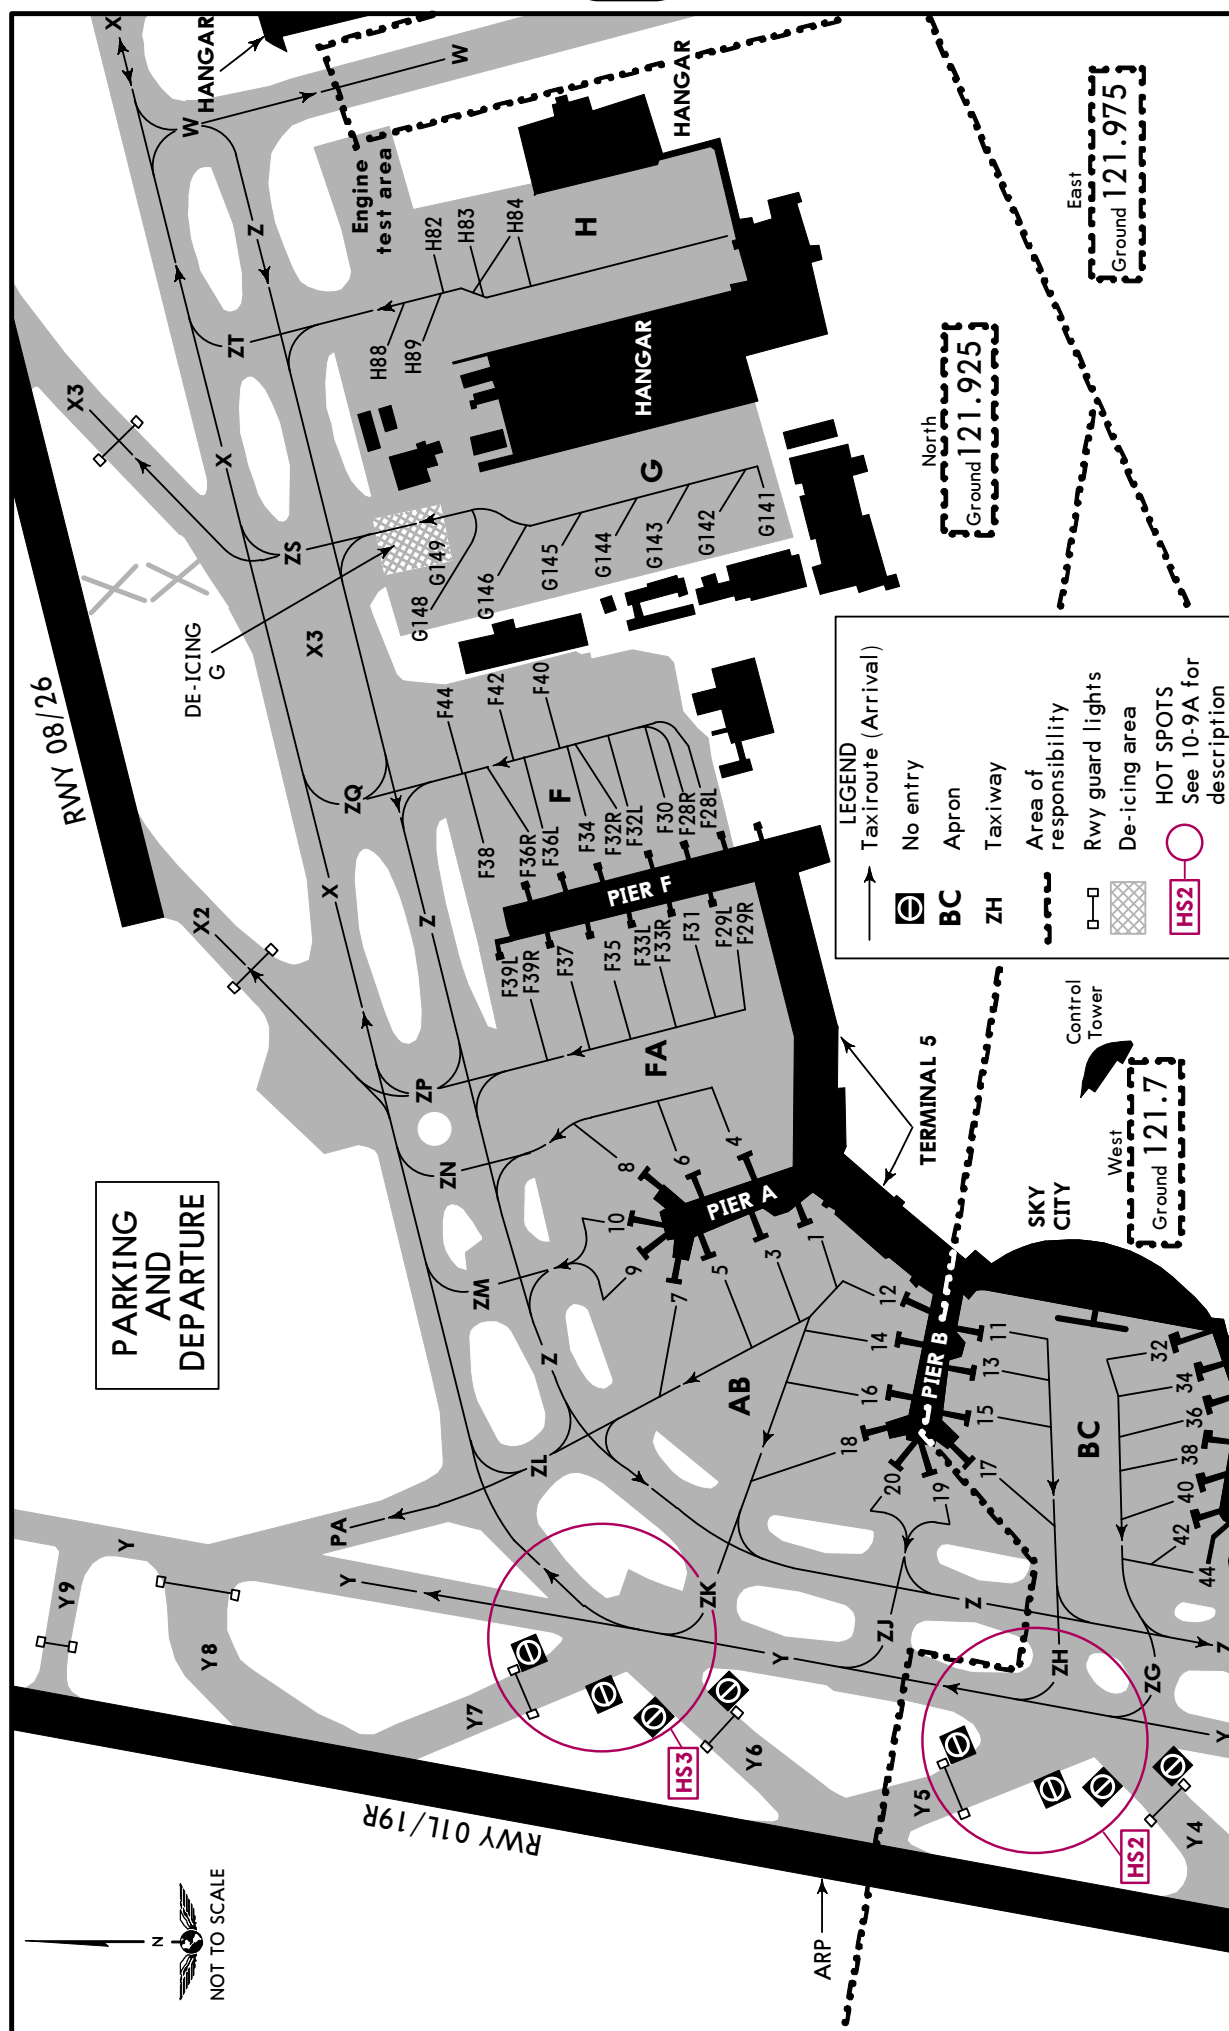 PARKING
AND
DEPARTURE
RWY 08/26
RWY 01L/19R
NOT TO SCALE
N
ARP
X
X
X
X2
X3
X3
W
W
HANGAR
HANGAR
HANGAR
Engine
test area
Z
Z
Z
Z
Z
ZT
ZS
ZQ
ZP
ZN
ZM
ZL
ZK
ZJ
ZH
ZG
PA
Y
Y
Y
Y
Y9
Y8
Y7
Y6
Y5
Y4
HS3
HS2
DE-ICING
G
H
H82
H83
H84
H88
H89
G
G149
G148
G146
G145
G144
G143
G142
G141
F
F44
F42
F40
F38
F36R
F36L
F34
F32R
F32L
F30
F28R
F28L
PIER F
F39L
F39R
F37
F35
F33L
F33R
F31
F29L
F29R
FA
8
6
4
10
9
7
5
3
1
PIER A
AB
12
14
16
18
20
19
17
15
13
11
PIER B
BC
32
34
36
38
40
42
44
TERMINAL 5
SKY
CITY
Control
Tower
West
Ground 121.7
North
Ground 121.925
East
Ground 121.975
LEGEND
Taxiroute (Arrival)
No entry
BC Apron
ZH Taxiway
Area of
responsibility
Rwy guard lights
De-icing area
HS2 HOT SPOTS
See 10-9A for
description